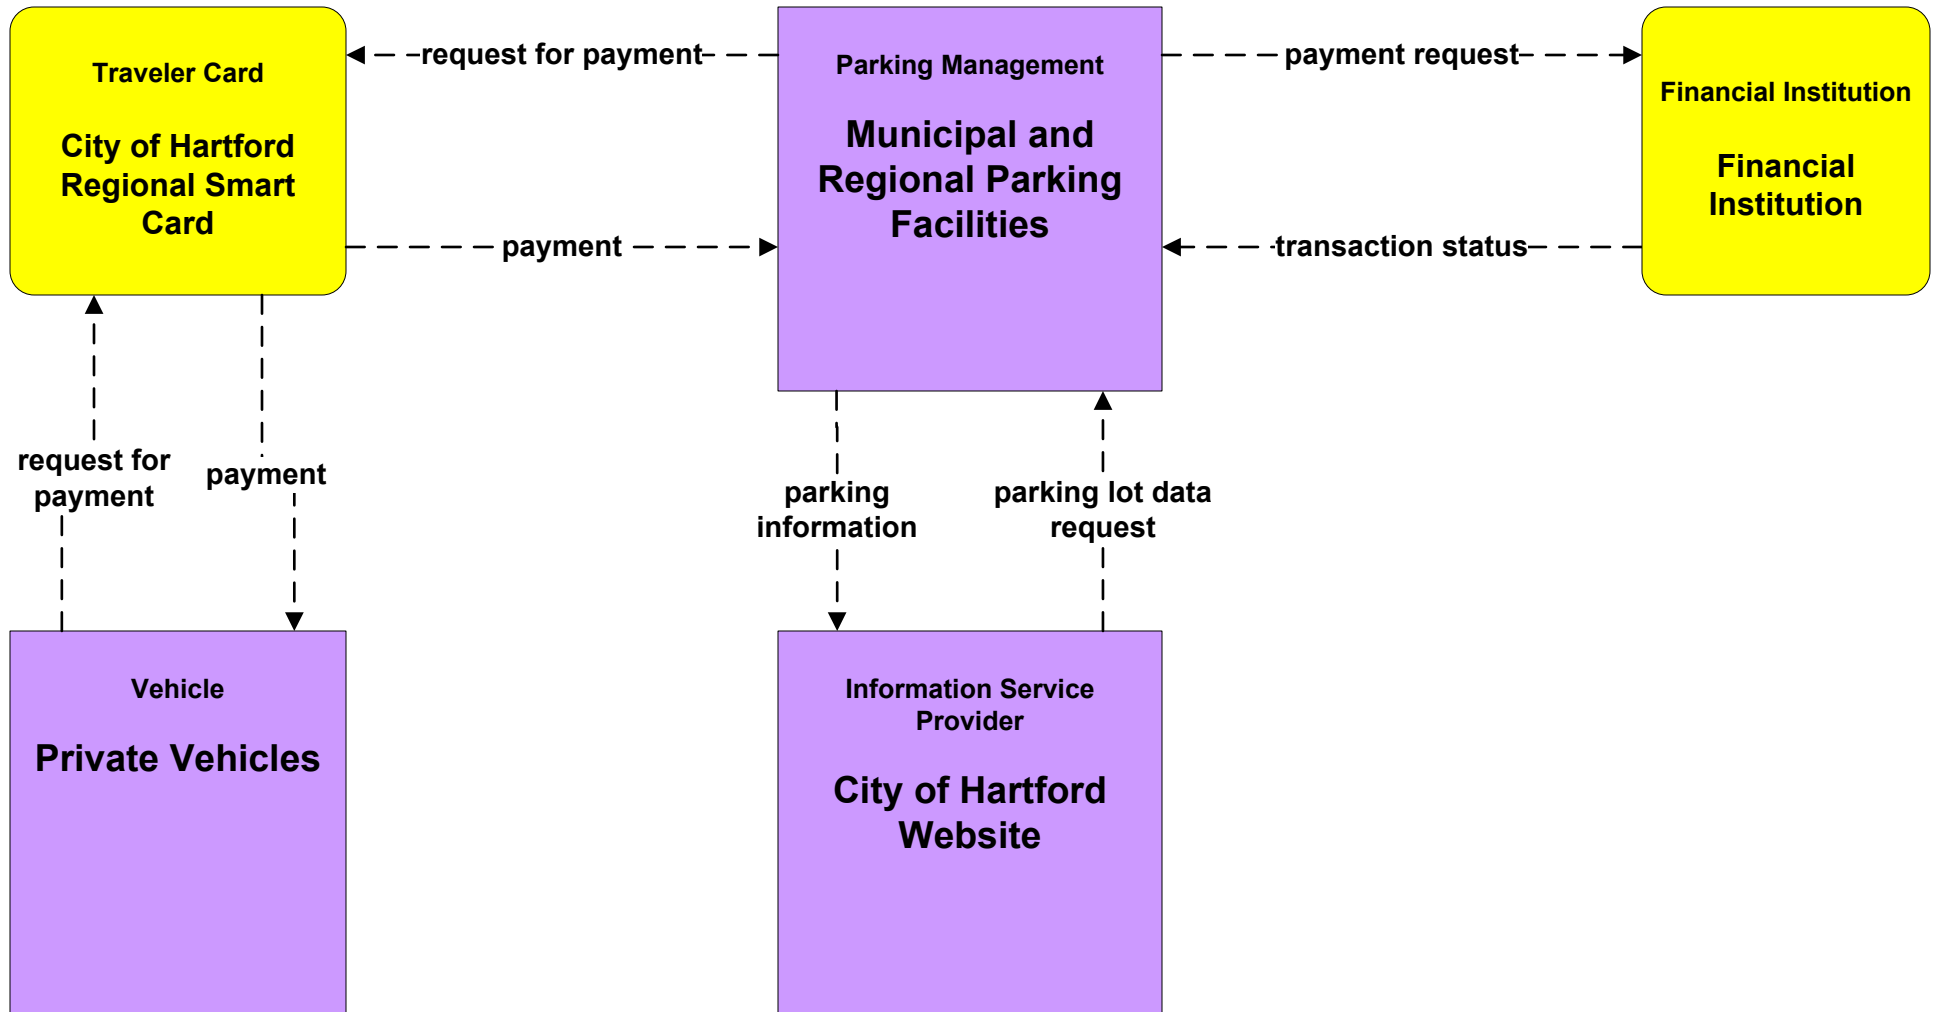 request for payment
payment request
Traveler Card
City of Hartford
Regional Smart
Card
Parking Management
Municipal and
Regional Parking
Facilities
Financial Institution
Financial
Institution
payment
transaction status
request for
payment
payment
parking
information
parking lot data
request
Vehicle
Private Vehicles
Information Service
Provider
City of Hartford
Website